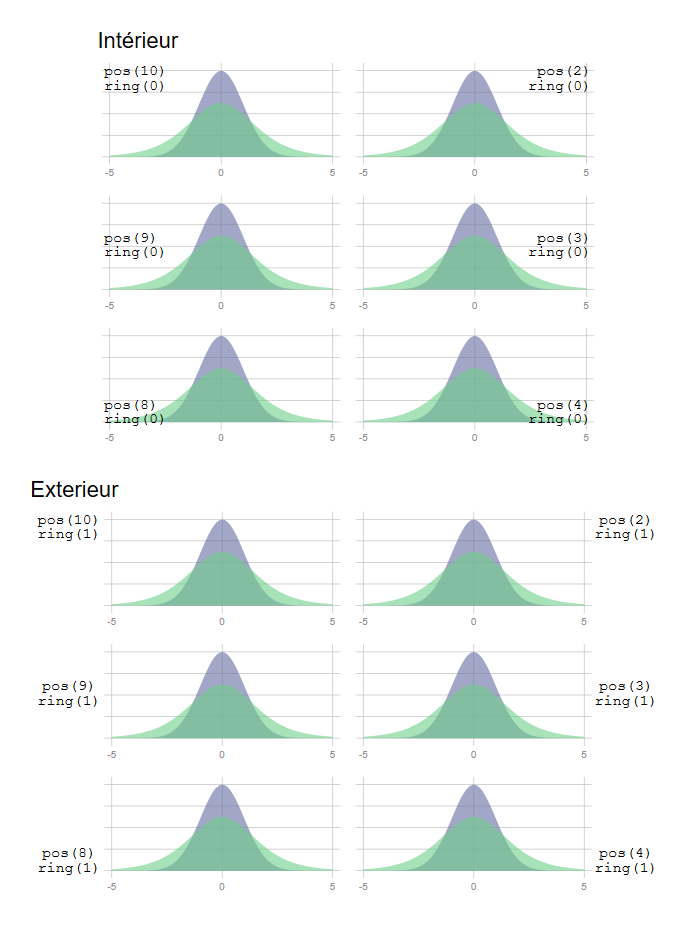 Intérieur
pos(10)
ring(0)
pos(2)
ring(0)
-5 0 5
-5 0 5
pos(9)
ring(0)
pos(3)
ring(0)
-5 0 5
-5 0 5
pos(8)
ring(0)
pos(4)
ring(0)
-5 0 5
-5 0 5
Exterieur
pos(10)
ring(1)
pos(2)
ring(1)
-5 0 5
-5 0 5
pos(9)
ring(1)
pos(3)
ring(1)
-5 0 5
-5 0 5
pos(8)
ring(1)
pos(4)
ring(1)
-5 0 5
-5 0 5